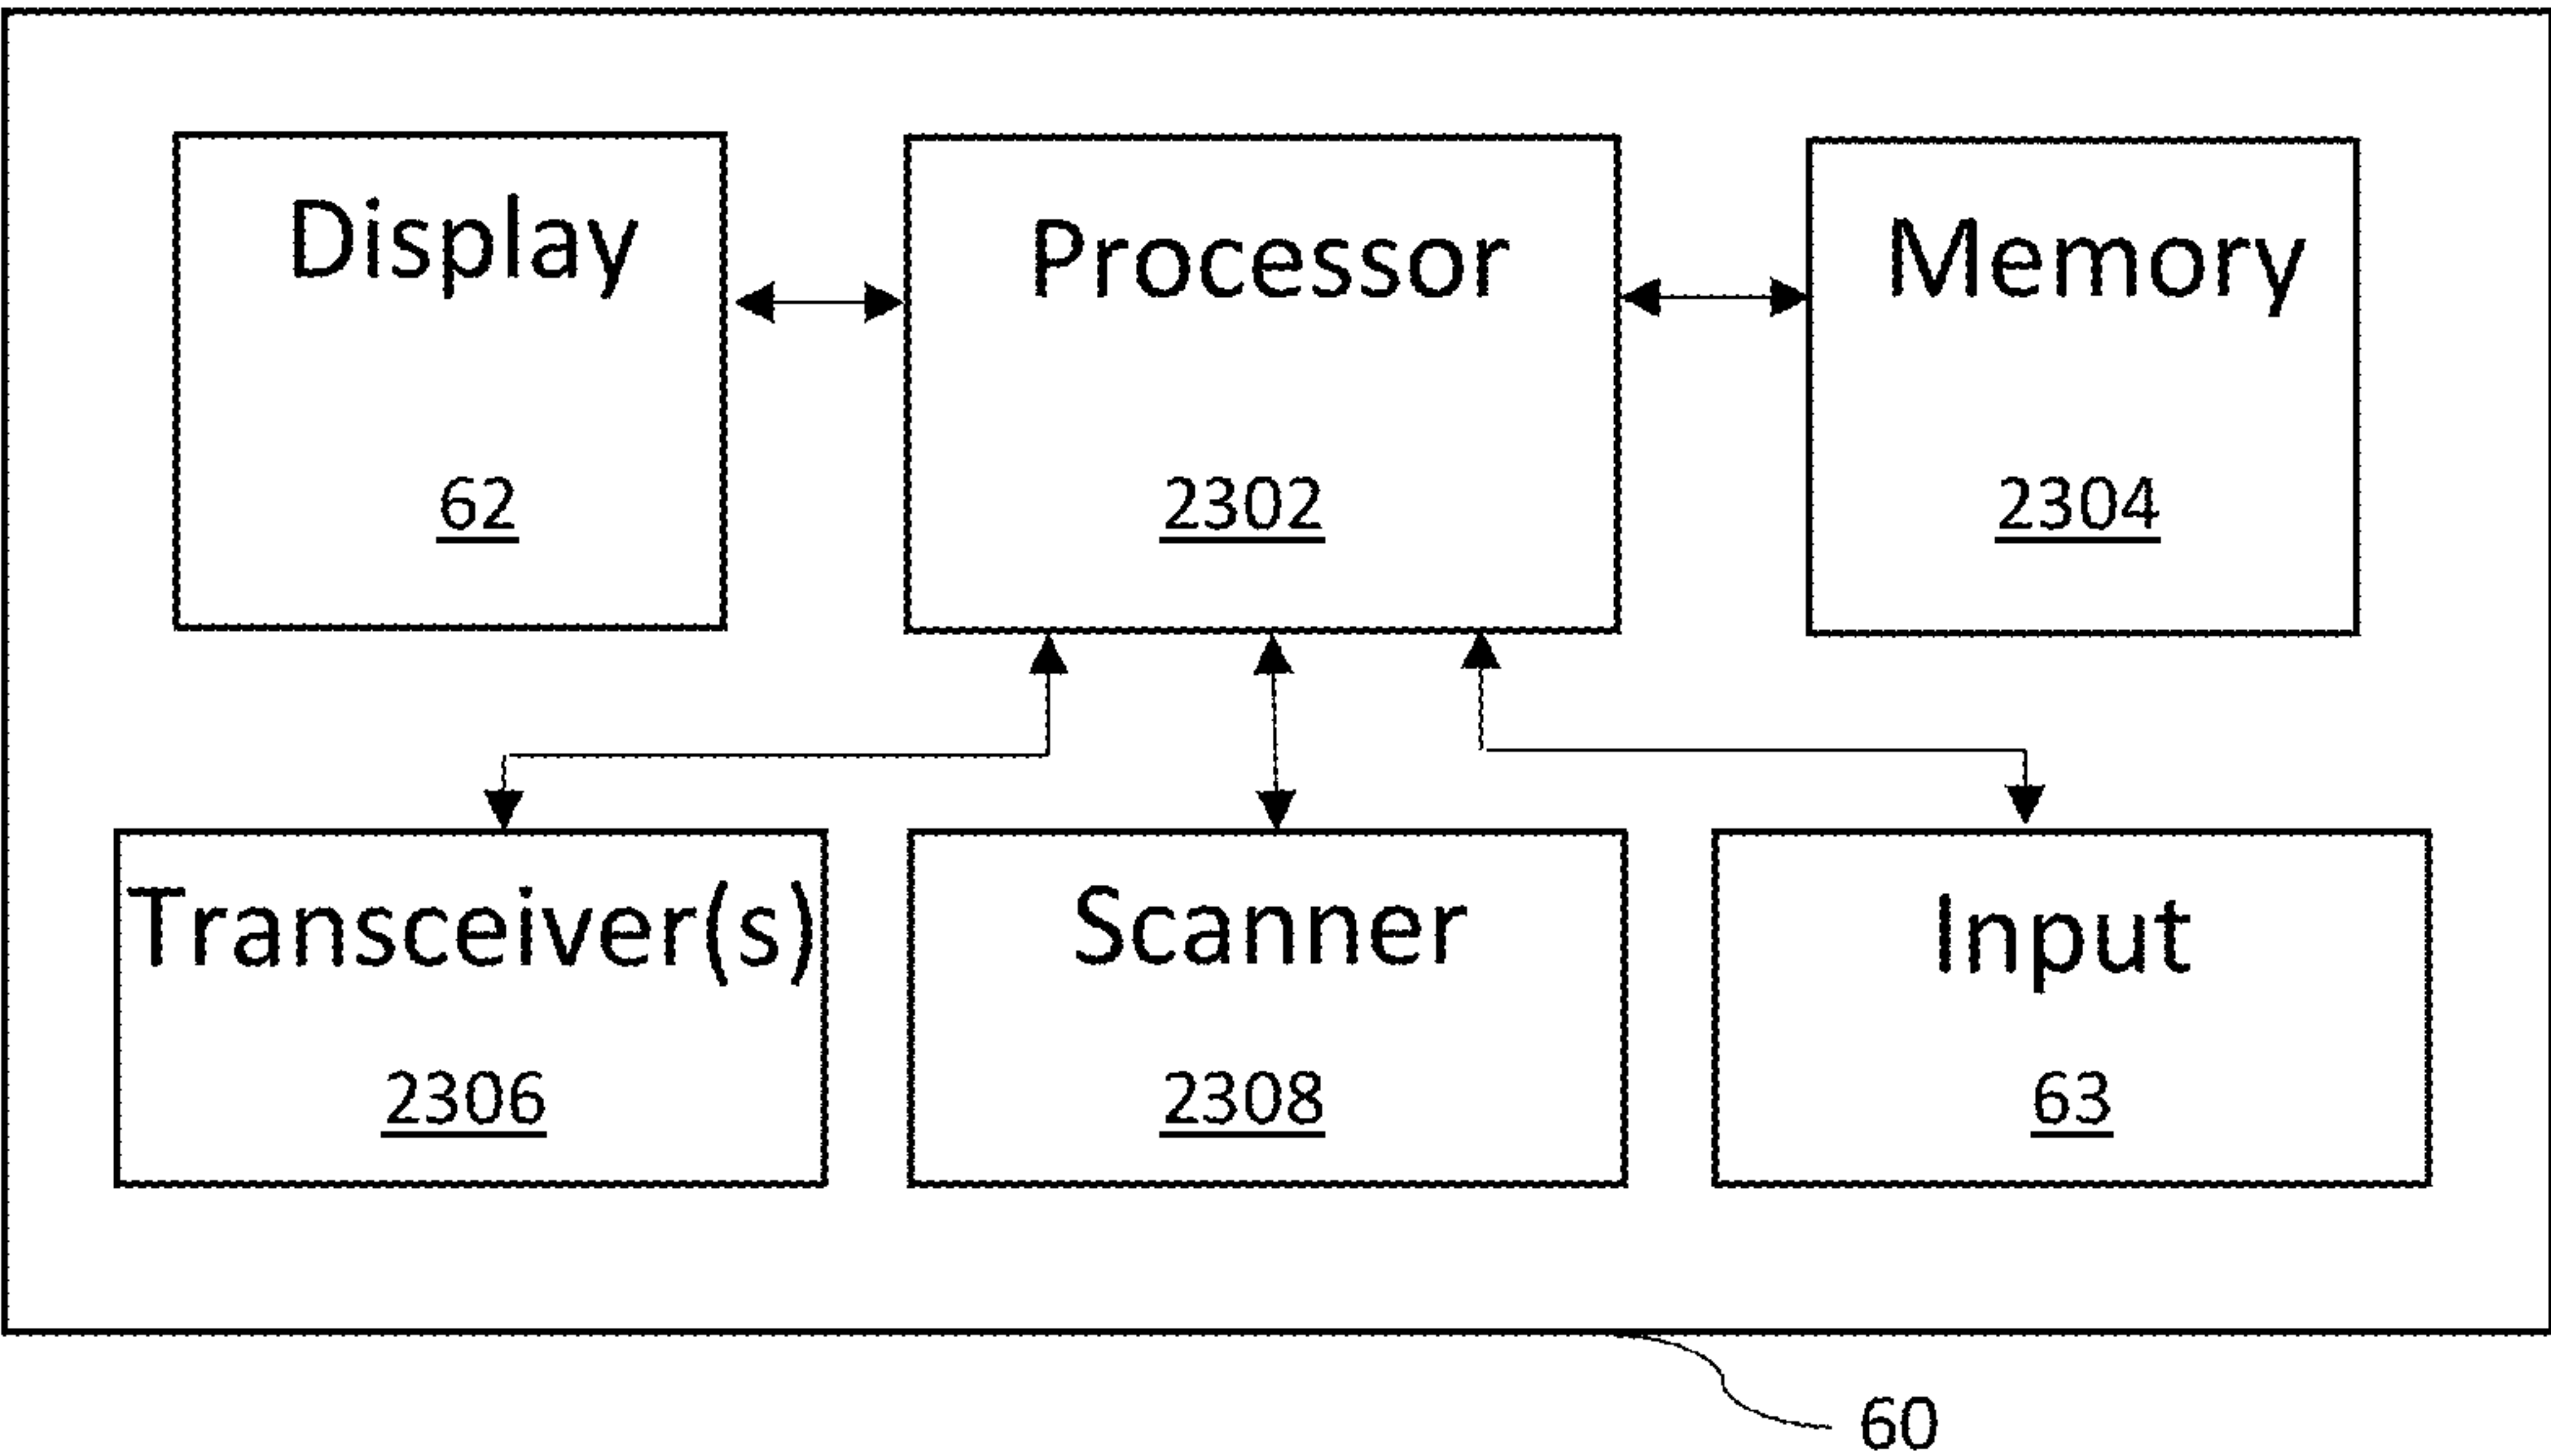 Display
62
Processor
2302
Memory
2304
Transceiver(s)
2306
Scanner
2308
Input
63
60